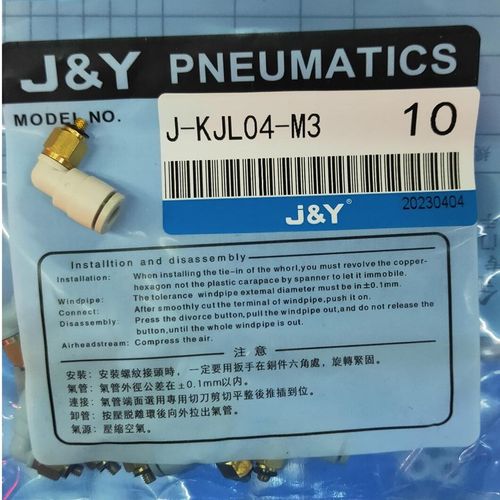 J&Y PNEUMATICS
MODEL NO.
J-KJL04-M3 10
J&Y 20230404
Installtion and disassembly
Installation: When installing the tie-in of the whorl,you must revolve the copper-
hexagon not the plastic carapace by spanner to let it immobile.
Windpipe: The tolerance windpipe extemal diameter must be in±0.1mm.
Connect: After smoothly cut the terminal of windpipe,push it on.
Disassembly: Press the divorce button,pull the windpipe out,and do not release the
button,until the whole windpipe is out.
Airheadstream: Compress the air.
注 意
安裝：安裝螺紋接頭時，一定要用扳手在銅件六角處，旋轉緊固。
氣管：氣管外徑公差在±0.1mm以内。
連接：氣管端面選用專用切刀剪切平整後推插到位。
卸管：按壓脱離環後向外拉出氣管。
氣源：壓縮空氣。